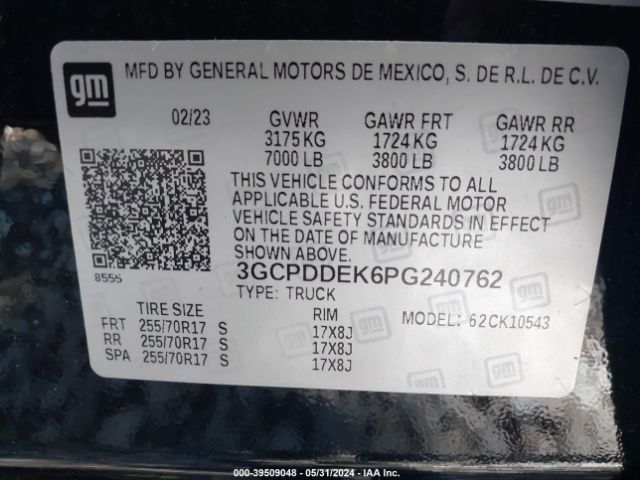 gm
MFD BY GENERAL MOTORS DE MEXICO, S. DE R.L. DE C.V.
02/23 GVWR GAWR FRT GAWR RR
3175 KG 1724 KG 1724 KG
7000 LB 3800 LB 3800 LB
THIS VEHICLE CONFORMS TO ALL
APPLICABLE U.S. FEDERAL MOTOR
VEHICLE SAFETY STANDARDS IN EFFECT
ON THE DATE OF MANUFACTURE
SHOWN ABOVE.
8555
3GCPDDEK6PG240762
TYPE: TRUCK
TIRE SIZE RIM MODEL: 62CK10543
FRT 255/70R17 S 17X8J
RR 255/70R17 S 17X8J
SPA 255/70R17 S 17X8J
000-39509048 - 05/31/2024 - IAA Inc.